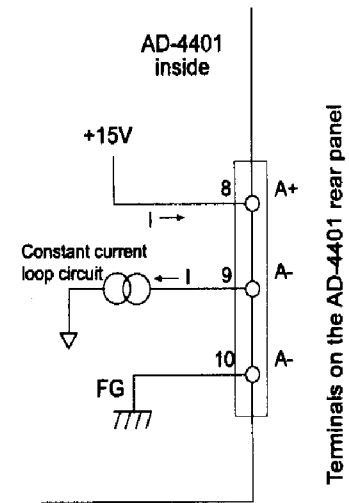 AD-4401
inside
+15V
8
A+
I →
Constant current
loop circuit
← I
9
A-
10
A-
FG
Terminals on the AD-4401 rear panel